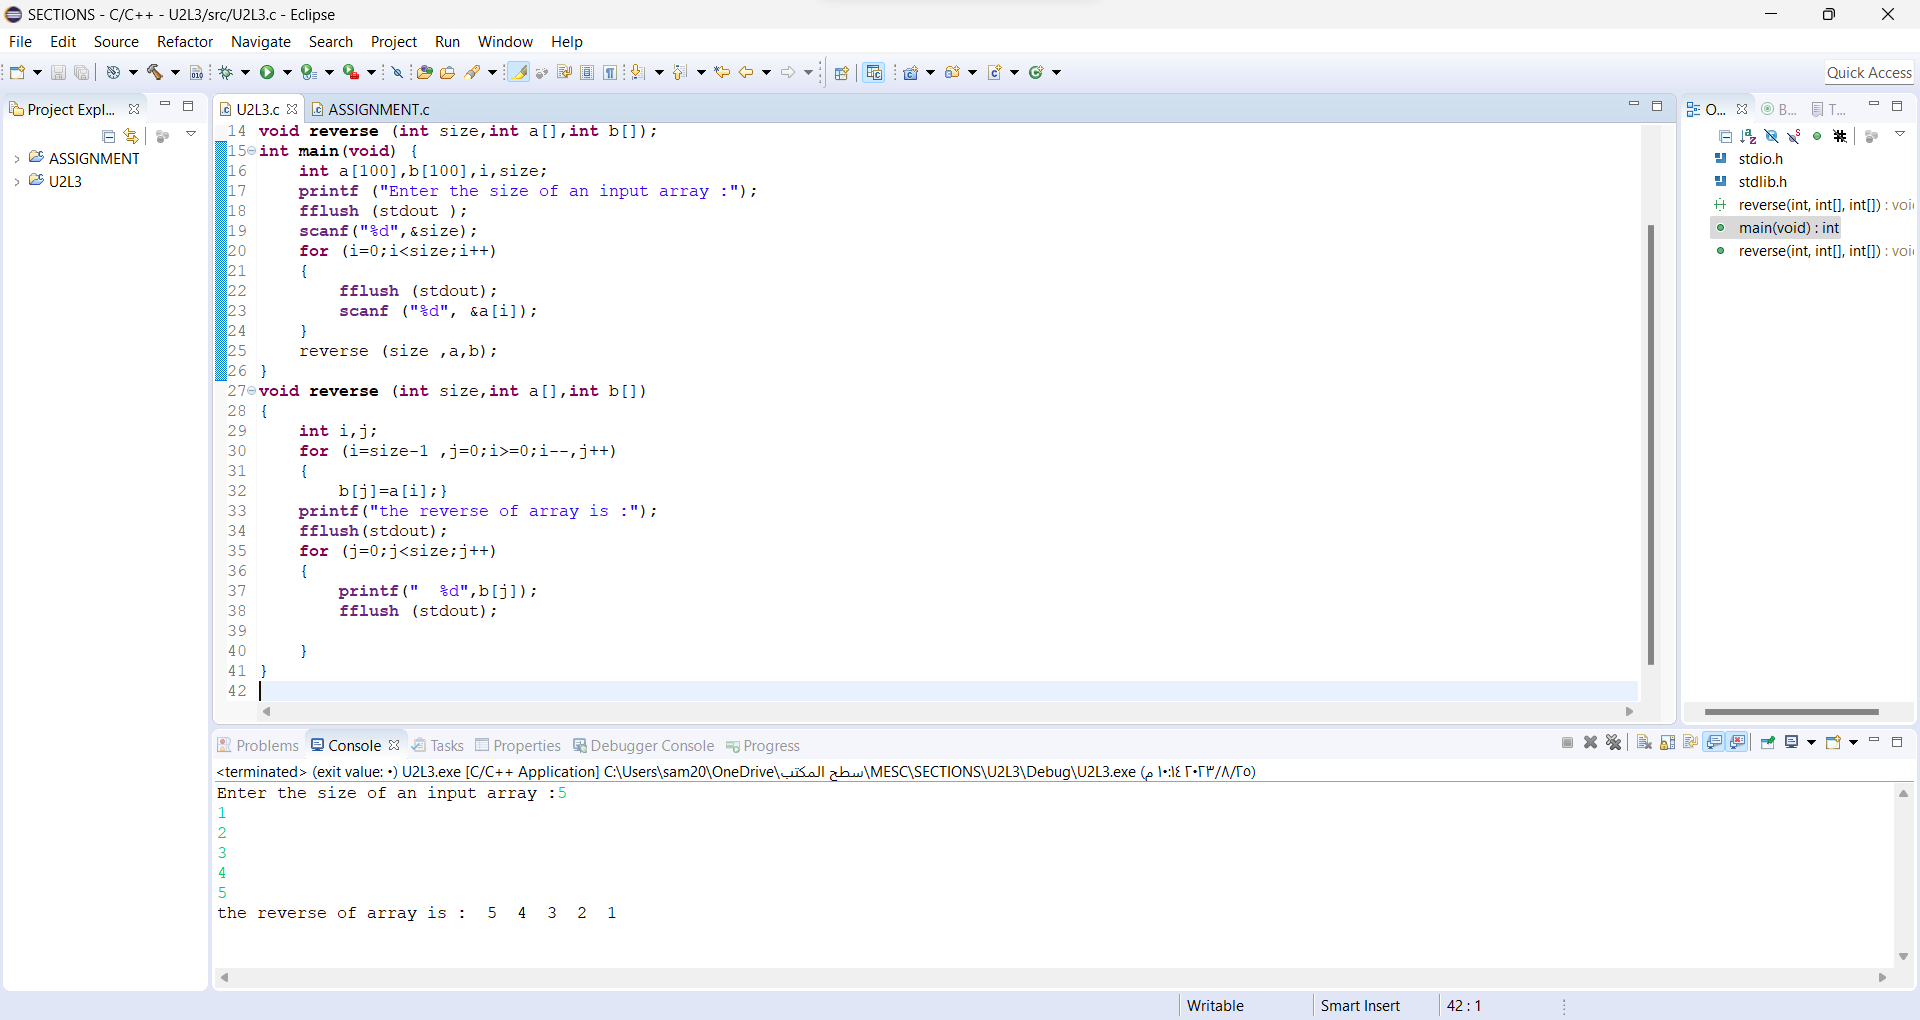 SECTIONS - C/C++ - U2L3/src/U2L3.c - Eclipse
File Edit Source Refactor Navigate Search Project Run Window Help
Quick Access
Project Expl...
ASSIGNMENT
U2L3
U2L3.c ASSIGNMENT.c
14 void reverse (int size,int a[],int b[]);
15 int main(void) {
16     int a[100],b[100],i,size;
17     printf ("Enter the size of an input array :");
18     fflush (stdout );
19     scanf("%d",&size);
20     for (i=0;i<size;i++)
21     {
22         fflush (stdout);
23         scanf ("%d", &a[i]);
24     }
25     reverse (size ,a,b);
26 }
27 void reverse (int size,int a[],int b[])
28 {
29     int i,j;
30     for (i=size-1 ,j=0;i>=0;i--,j++)
31     {
32         b[j]=a[i];}
33     printf("the reverse of array is :");
34     fflush(stdout);
35     for (j=0;j<size;j++)
36     {
37         printf("  %d",b[j]);
38         fflush (stdout);
39
40     }
41 }
42
O... B... T...
stdio.h
stdlib.h
reverse(int, int[], int[]) : voi
main(void) : int
reverse(int, int[], int[]) : voi
Problems Console Tasks Properties Debugger Console Progress
<terminated> (exit value: ٠) U2L3.exe [C/C++ Application] C:\Users\sam20\OneDrive\سطح المكتب\MESC\SECTIONS\U2L3\Debug\U2L3.exe (٢٠٢٣/٨/٢٥ ١٠:١٤ م)
Enter the size of an input array :5
1
2
3
4
5
the reverse of array is :  5  4  3  2  1
Writable Smart Insert 42 : 1